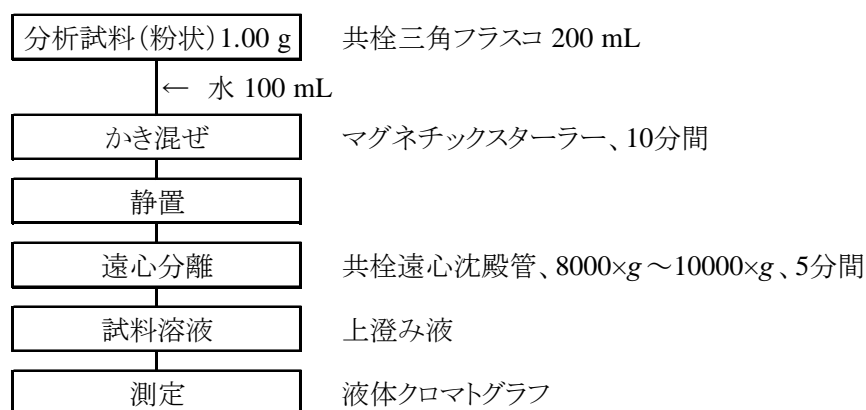 分析試料(粉状)1.00 g 共栓三角フラスコ 200 mL
← 水 100 mL
かき混ぜ マグネチックスターラー、10分間
静置
遠心分離 共栓遠心沈殿管、8000×g~10000×g、5分間
試料溶液 上澄み液
測定 液体クロマトグラフ